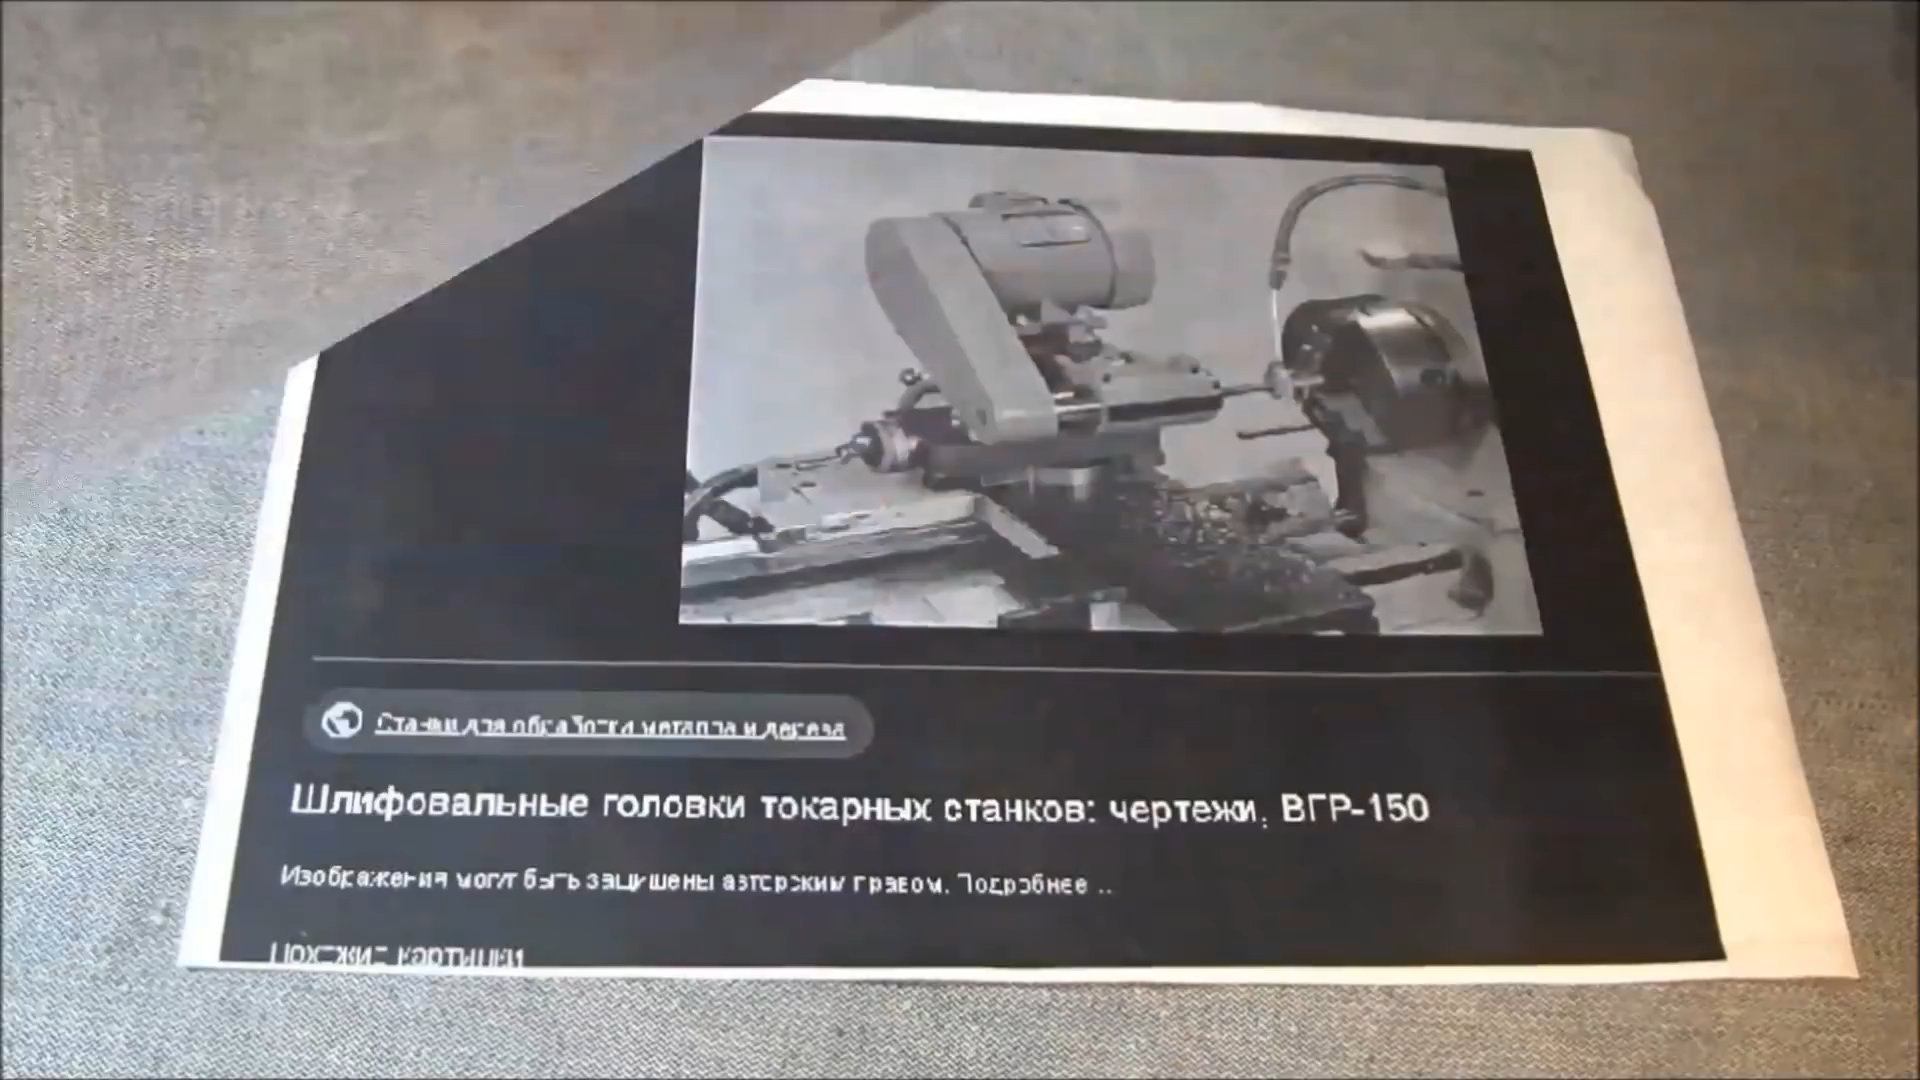 Станки для обработки металла и дерева
Шлифовальные головки токарных станков: чертежи, ВГР-150
Изображения могут быть защищены авторским правом. Подробнее ...
Похожие картинки